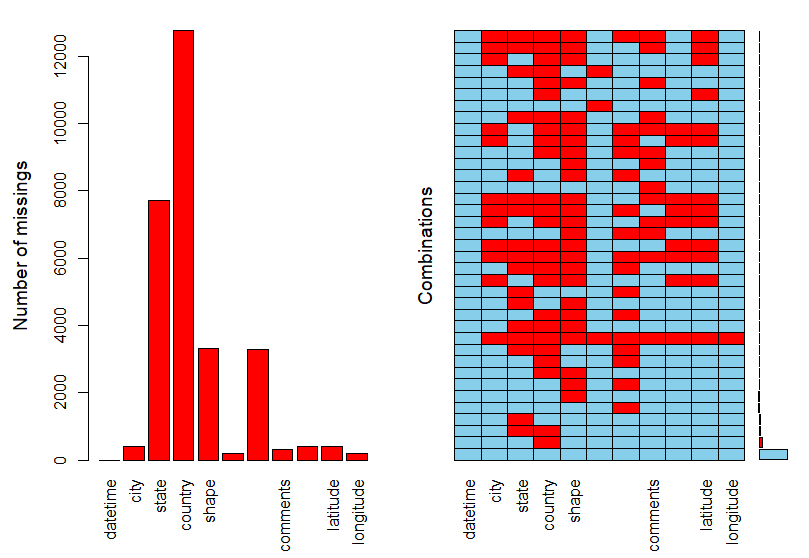 Number of missings
0
2000
4000
6000
8000
10000
12000
datetime
city
state
country
shape
comments
latitude
longitude
Combinations
datetime
city
state
country
shape
comments
latitude
longitude